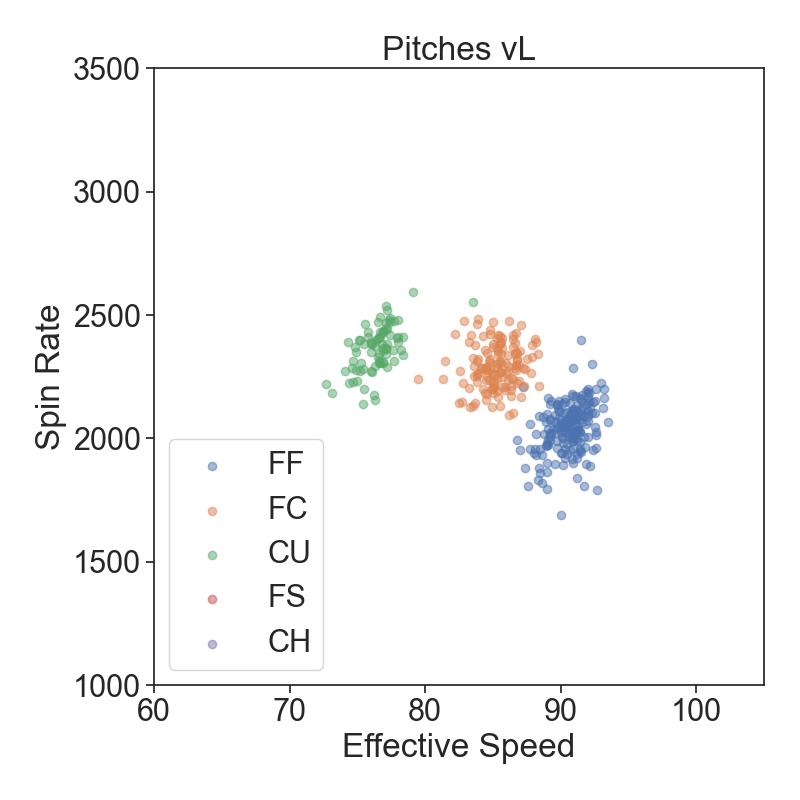 Pitches vL
3500
3000
2500
2000
1500
1000
Spin Rate
FF
FC
CU
FS
CH
60 70 80 90 100
Effective Speed